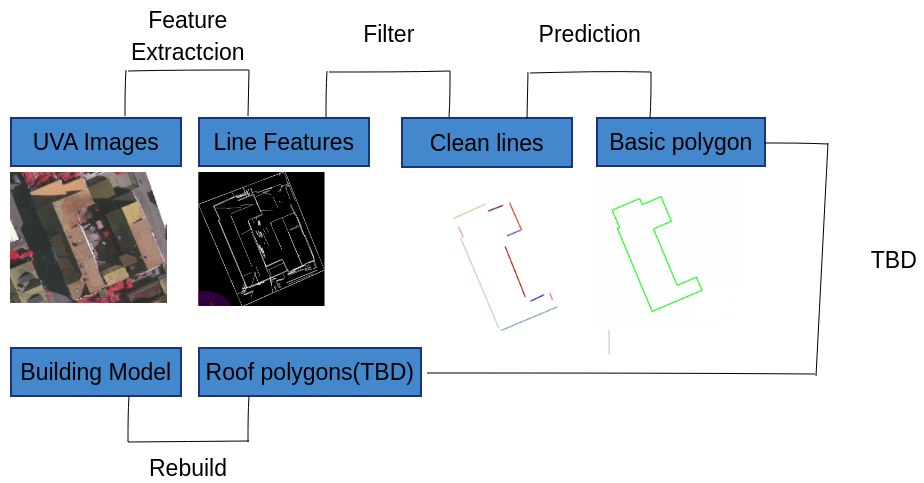 Feature
Extractcion
Filter
Prediction
UVA Images
Line Features
Clean lines
Basic polygon
TBD
Building Model
Roof polygons(TBD)
Rebuild